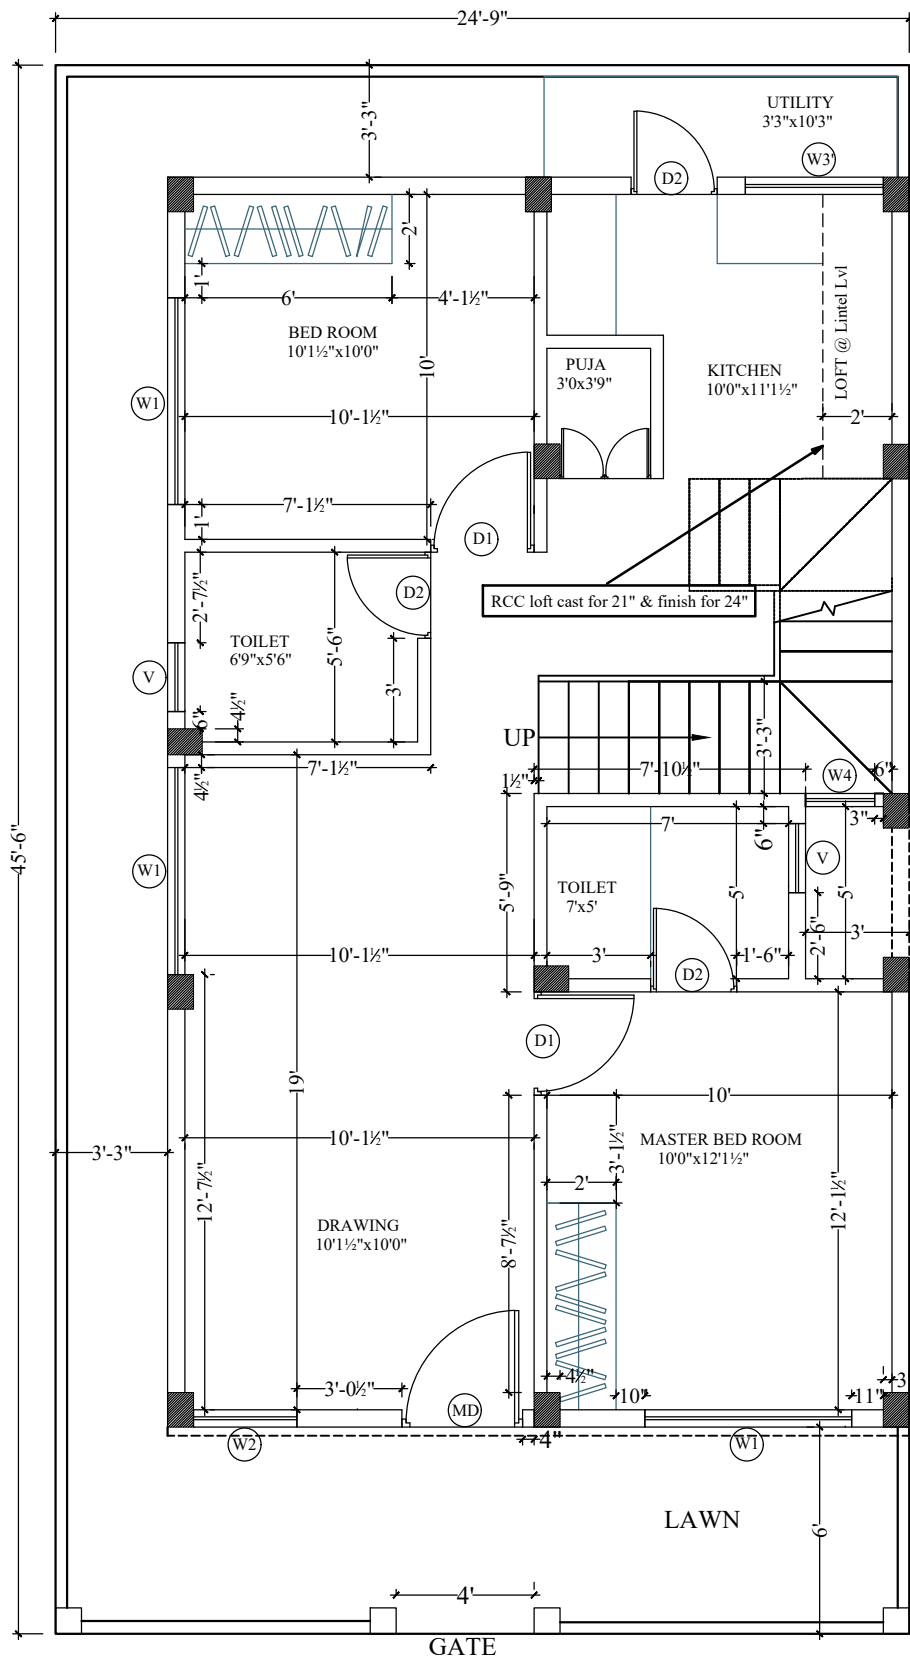 24'-9"
UTILITY
3'3"x10'3"
3'-3"
W3'
D2
2'
1'
6'
4'-1½"
BED ROOM
10'1½"x10'0"
10'
LOFT @ Lintel Lvl
PUJA
3'0x3'9"
KITCHEN
10'0"x11'1½"
W1
10'-1½"
2'
7'-1½"
1'
D1
D2
RCC loft cast for 21" & finish for 24"
2'-7½"
TOILET
6'9"x5'6"
5'-6"
V
3'
4½"
6"
UP
3'-3"
7'-1½"
4½"
1½"
7'-10½"
W4
6"
3"
45'-6"
W1
7'
6"
V
TOILET
7'x5'
5'-9"
5'
5'
2'-6"
3'
10'-1½"
3'
1'-6"
D2
D1
19'
10'
10'-1½"
MASTER BED ROOM
10'0"x12'1½"
3'-1½"
3'-3"
2'
12'-7½"
12'-1½"
DRAWING
10'1½"x10'0"
8'-7½"
4½"
3
3'-0½"
10"
11"
MD
W2
4"
W1
LAWN
6'
4'
GATE